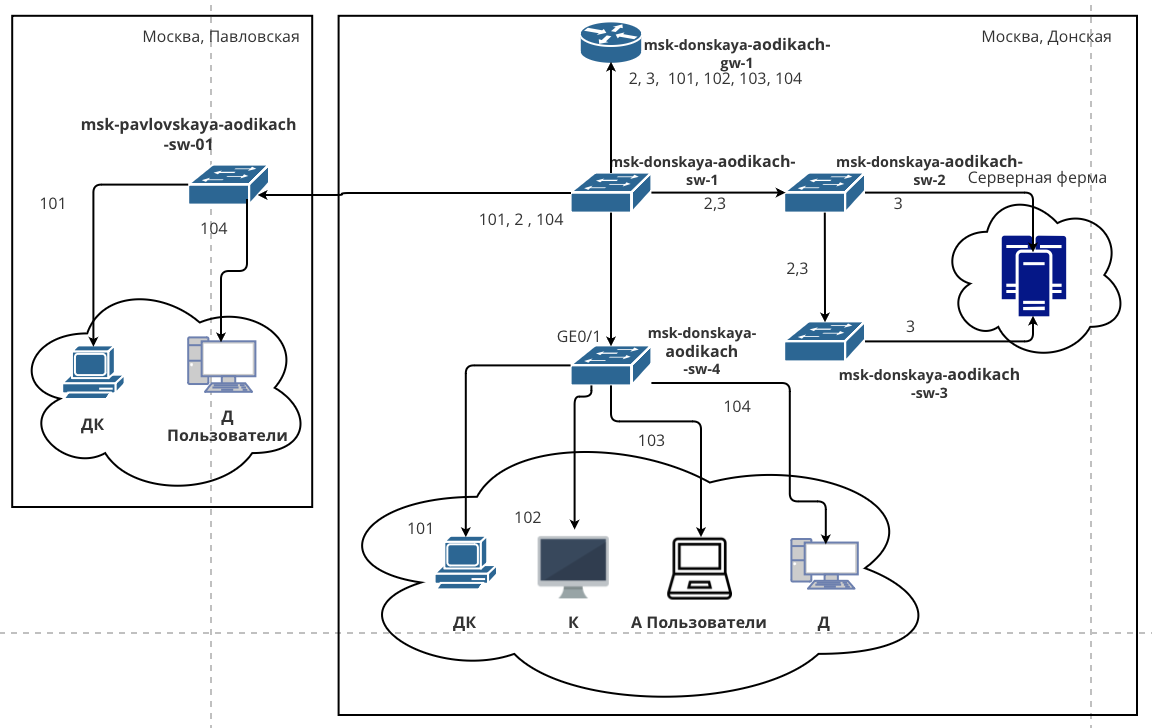 Москва, Павловская
Москва, Донская
msk-donskaya-aodikach-
gw-1
2, 3,  101, 102, 103, 104
msk-pavlovskaya-aodikach
-sw-01
msk-donskaya-aodikach-
sw-1
msk-donskaya-aodikach-
sw-2
Серверная ферма
101
104
101, 2 , 104
2,3
3
2,3
GE0/1
msk-donskaya-
aodikach
-sw-4
3
msk-donskaya-aodikach
-sw-3
ДК
Д
Пользователи
104
103
101
102
ДК
К
А Пользователи
Д